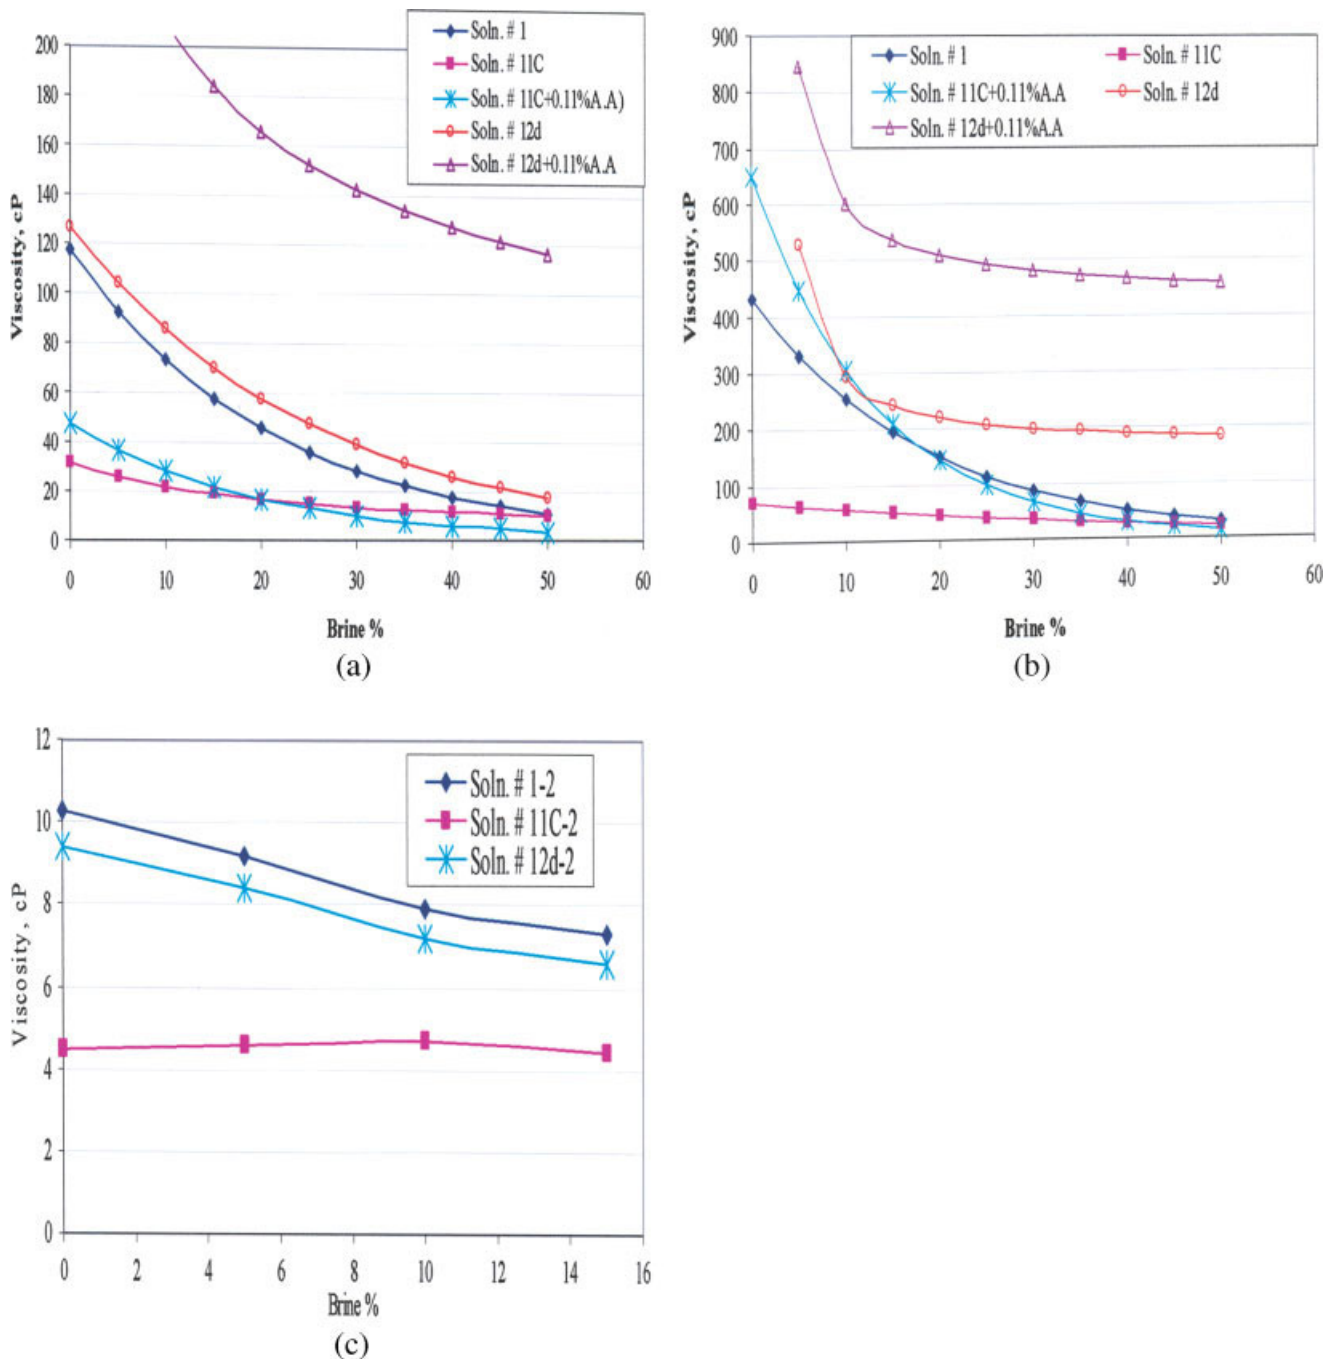 200
180
160
140
120
100
80
60
40
20
0
Viscosity, cP
0 10 20 30 40 50 60
Brine %
Soln. # 1
Soln. # 11C
Soln. # 11C+0.11%A.A)
Soln. # 12d
Soln. # 12d+0.11%A.A
(a)
900
800
700
600
500
400
300
200
100
0
Viscosity, cP
0 10 20 30 40 50 60
Brine %
Soln. # 1 Soln. # 11C
Soln. # 11C+0.11%A.A Soln. # 12d
Soln. # 12d+0.11%A.A
(b)
12
10
8
6
4
2
0
Viscosity, cP
0 2 4 6 8 10 12 14 16
Brine %
Soln. # 1-2
Soln. # 11C-2
Soln. # 12d-2
(c)